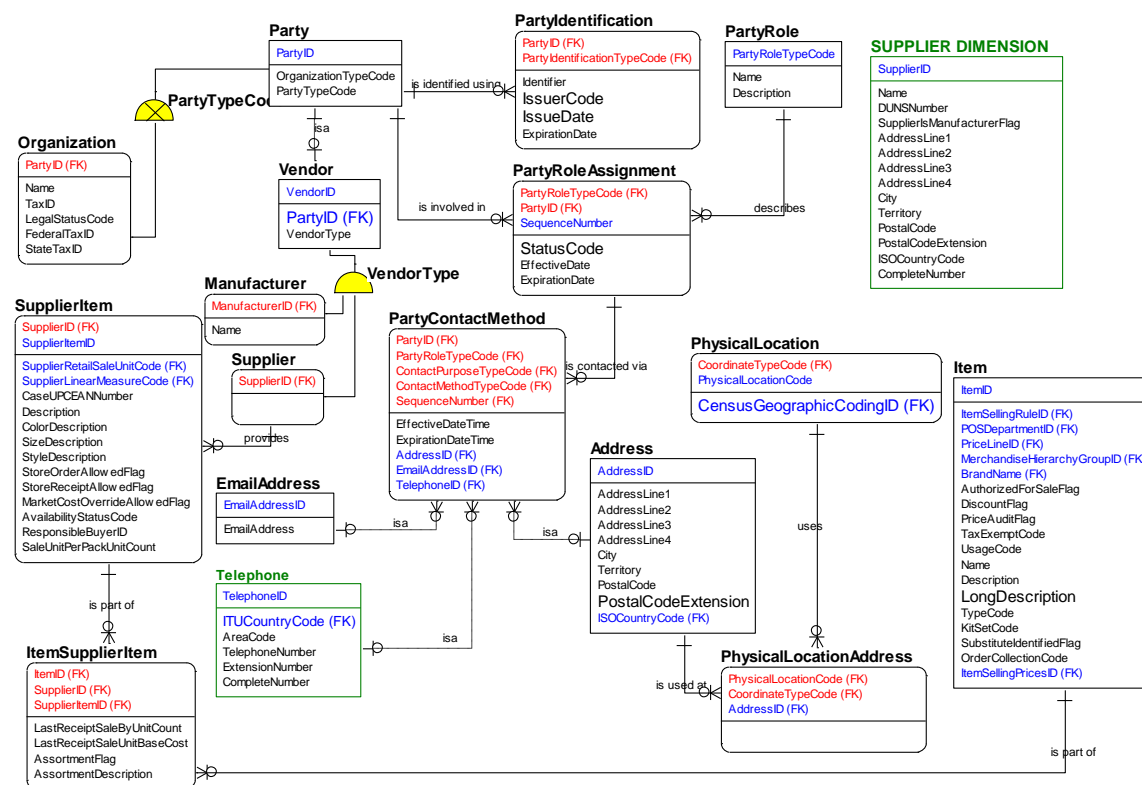 Party
PartyID
OrganizationTypeCode
PartyTypeCode
PartyTypeCod
isa
is identified using
is involved in
PartyIdentification
PartyID (FK)
PartyIdentificationTypeCode (FK)
Identifier
IssuerCode
IssueDate
ExpirationDate
PartyRole
PartyRoleTypeCode
Name
Description
describes
SUPPLIER DIMENSION
SupplierID
Name
DUNSNumber
SupplierIsManufacturerFlag
AddressLine1
AddressLine2
AddressLine3
AddressLine4
City
Territory
PostalCode
PostalCodeExtension
ISOCountryCode
CompleteNumber
Organization
PartyID (FK)
Name
TaxID
LegalStatusCode
FederalTaxID
StateTaxID
Vendor
VendorID
PartyID (FK)
VendorType
VendorType
PartyRoleAssignment
PartyRoleTypeCode (FK)
PartyID (FK)
SequenceNumber
StatusCode
EffectiveDate
ExpirationDate
is contacted via
Manufacturer
ManufacturerID (FK)
Name
Supplier
SupplierID (FK)
provides
SupplierItem
SupplierID (FK)
SupplierItemID
SupplierRetailSaleUnitCode (FK)
SupplierLinearMeasureCode (FK)
CaseUPCEANNumber
Description
ColorDescription
SizeDescription
StyleDescription
StoreOrderAllowedFlag
StoreReceiptAllowedFlag
MarketCostOverrideAllowedFlag
AvailabilityStatusCode
ResponsibleBuyerID
SaleUnitPerPackUnitCount
is part of
PartyContactMethod
PartyID (FK)
PartyRoleTypeCode (FK)
ContactPurposeTypeCode (FK)
ContactMethodTypeCode (FK)
SequenceNumber (FK)
EffectiveDateTime
ExpirationDateTime
AddressID (FK)
EmailAddressID (FK)
TelephoneID (FK)
PhysicalLocation
CoordinateTypeCode (FK)
PhysicalLocationCode
CensusGeographicCodingID (FK)
uses
Item
ItemID
ItemSellingRuleID (FK)
POSDepartmentID (FK)
PriceLineID (FK)
MerchandiseHierarchyGroupID (FK
BrandName (FK)
AuthorizedForSaleFlag
DiscountFlag
PriceAuditFlag
TaxExemptCode
UsageCode
Name
Description
LongDescription
TypeCode
KitSetCode
SubstituteIdentifiedFlag
OrderCollectionCode
ItemSellingPricesID (FK)
is part of
EmailAddress
EmailAddressID
EmailAddress
isa
Telephone
TelephoneID
ITUCountryCode (FK)
AreaCode
TelephoneNumber
ExtensionNumber
CompleteNumber
isa
isa
Address
AddressID
AddressLine1
AddressLine2
AddressLine3
AddressLine4
City
Territory
PostalCode
PostalCodeExtension
ISOCountryCode (FK)
is used at
PhysicalLocationAddress
PhysicalLocationCode (FK)
CoordinateTypeCode (FK)
AddressID (FK)
ItemSupplierItem
ItemID (FK)
SupplierID (FK)
SupplierItemID (FK)
LastReceiptSaleByUnitCount
LastReceiptSaleUnitBaseCost
AssortmentFlag
AssortmentDescription